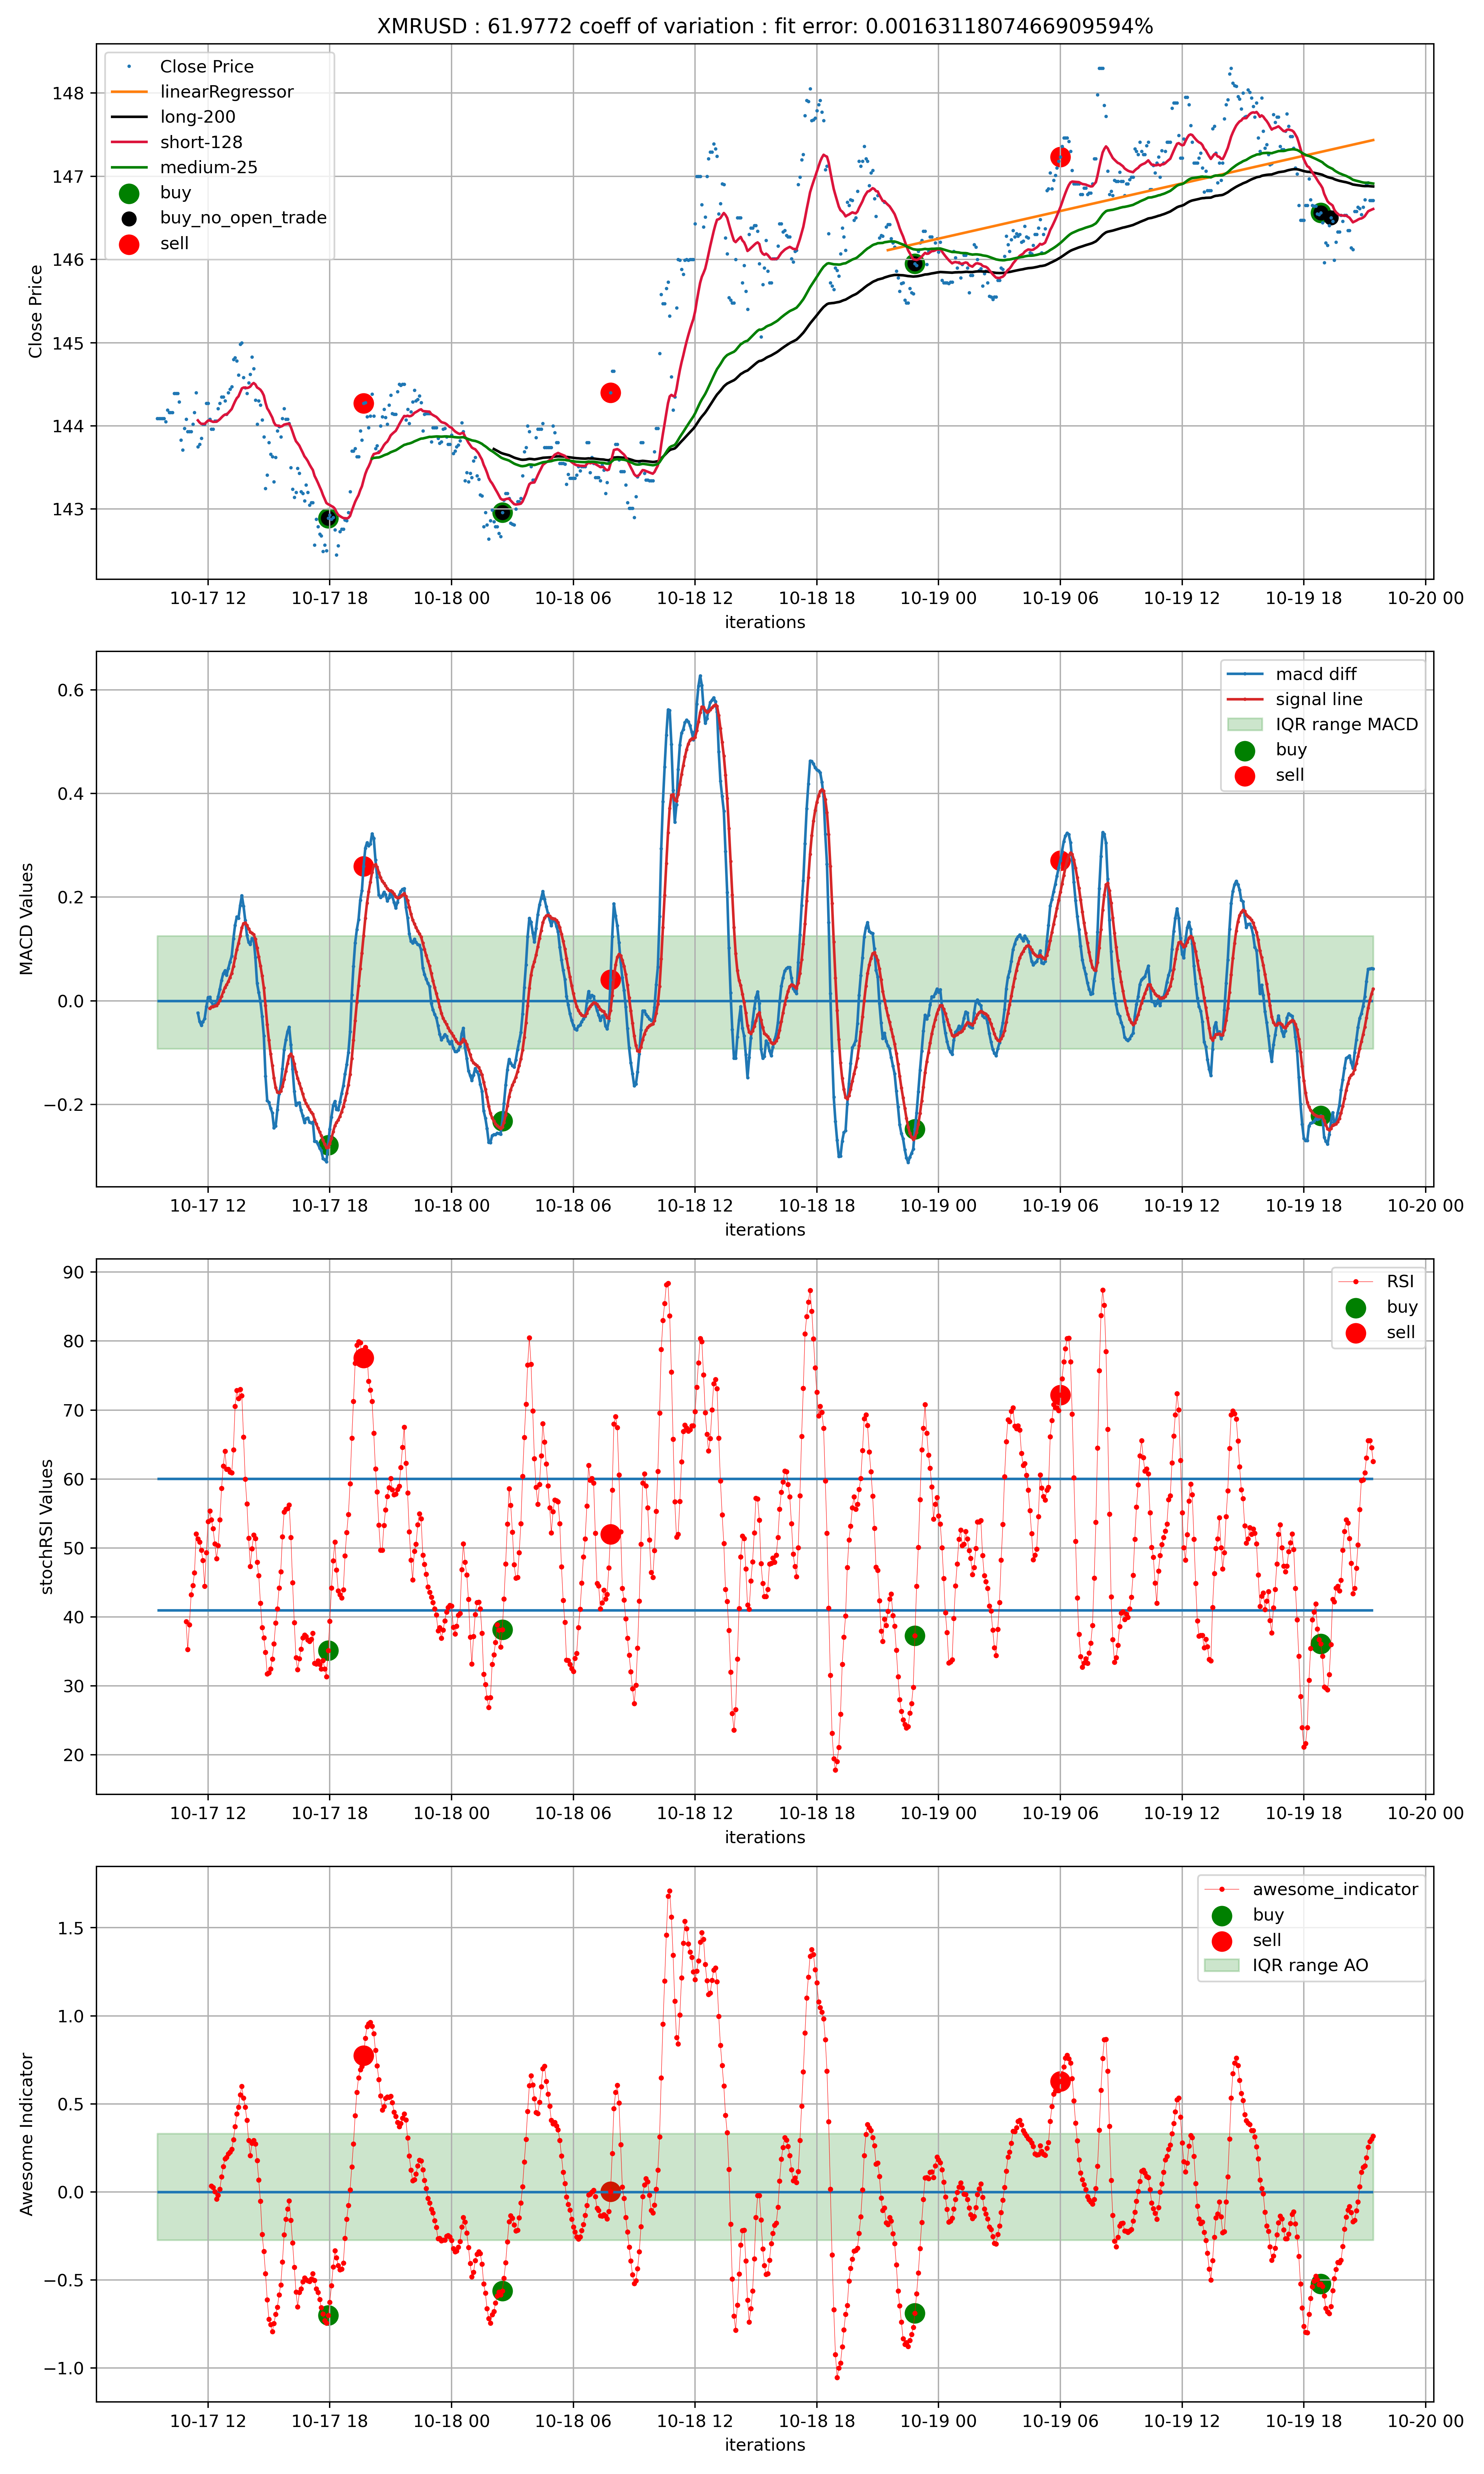 XMRUSD : 61.9772 coeff of variation : fit error: 0.0016311807466909594%
Close Price
linearRegressor
long-200
short-128
medium-25
buy
buy_no_open_trade
sell
148
147
146
145
144
143
Close Price
10-17 12 10-17 18 10-18 00 10-18 06 10-18 12 10-18 18 10-19 00 10-19 06 10-19 12 10-19 18 10-20 00
iterations
macd diff
signal line
IQR range MACD
buy
sell
0.6
0.4
0.2
0.0
−0.2
MACD Values
10-17 12 10-17 18 10-18 00 10-18 06 10-18 12 10-18 18 10-19 00 10-19 06 10-19 12 10-19 18 10-20 00
iterations
RSI
buy
sell
90
80
70
60
50
40
30
20
stochRSI Values
10-17 12 10-17 18 10-18 00 10-18 06 10-18 12 10-18 18 10-19 00 10-19 06 10-19 12 10-19 18 10-20 00
iterations
awesome_indicator
buy
sell
IQR range AO
1.5
1.0
0.5
0.0
−0.5
−1.0
Awesome Indicator
10-17 12 10-17 18 10-18 00 10-18 06 10-18 12 10-18 18 10-19 00 10-19 06 10-19 12 10-19 18 10-20 00
iterations